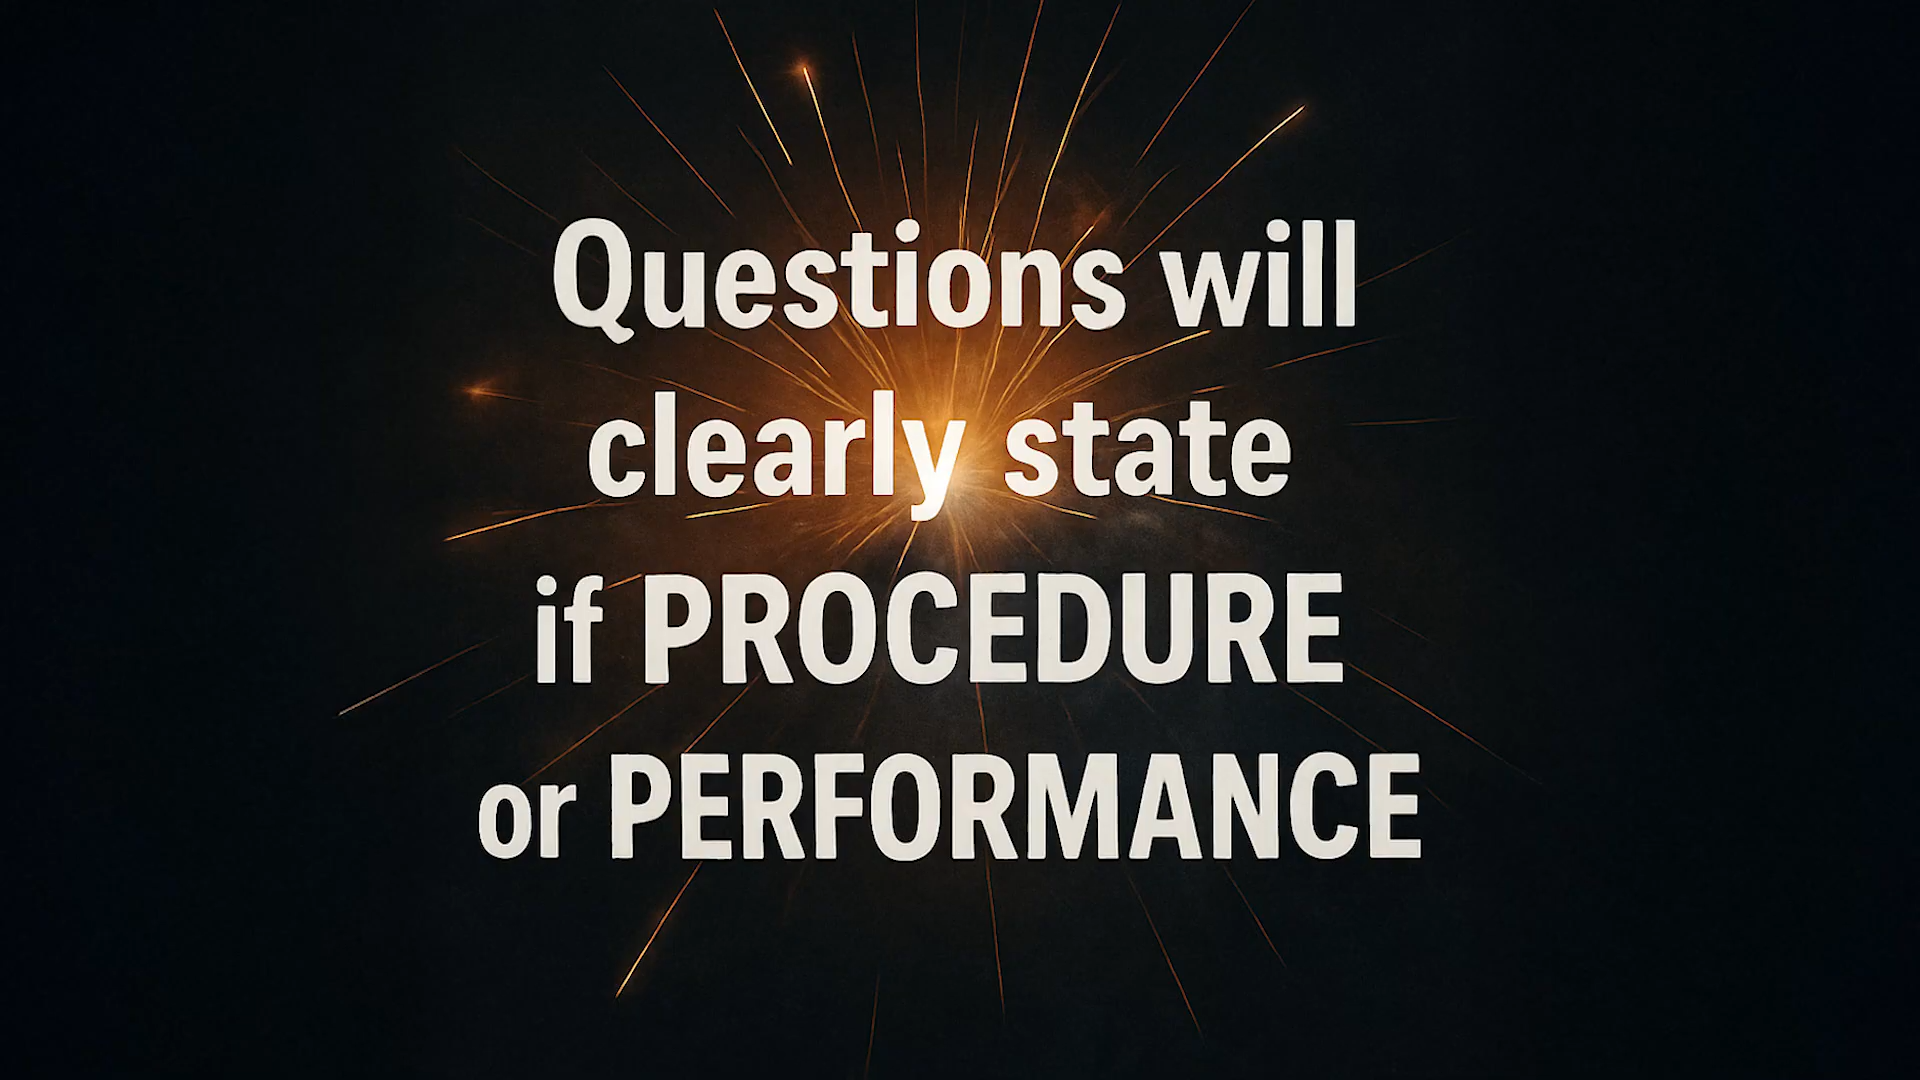 Questions will
clearly state
if PROCEDURE
or PERFORMANCE